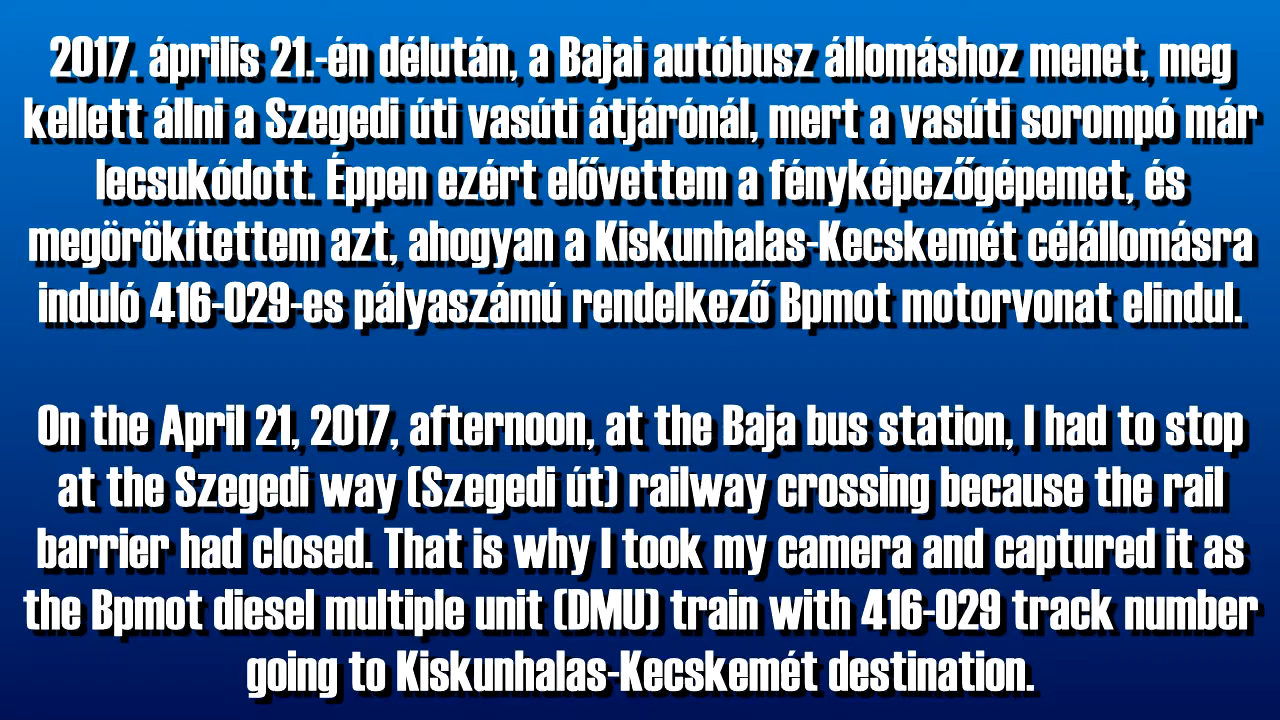 2017. április 21.-én délután, a Bajai autóbusz állomáshoz menet, meg
kellett állni a Szegedi úti vasúti átjárónál, mert a vasúti sorompó már
lecsukódott. Éppen ezért elővettem a fényképezőgépemet, és
megörökítettem azt, ahogyan a Kiskunhalas-Kecskemét célállomásra
induló 416-029-es pályaszámú rendelkező Bpmot motorvonat elindul.
On the April 21, 2017, afternoon, at the Baja bus station, I had to stop
at the Szegedi way (Szegedi út) railway crossing because the rail
barrier had closed. That is why I took my camera and captured it as
the Bpmot diesel multiple unit (DMU) train with 416-029 track number
going to Kiskunhalas-Kecskemét destination.